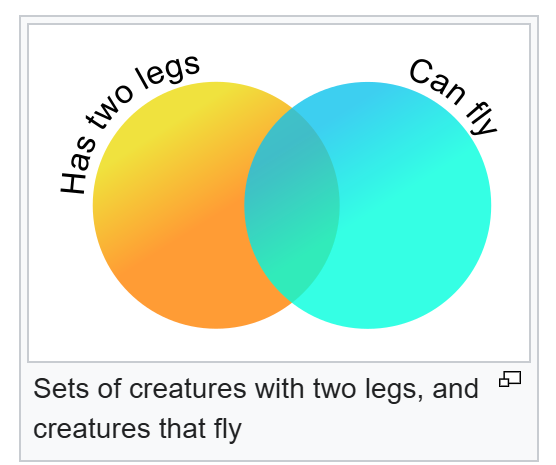 Has two legs
Can fly
Sets of creatures with two legs, and
creatures that fly